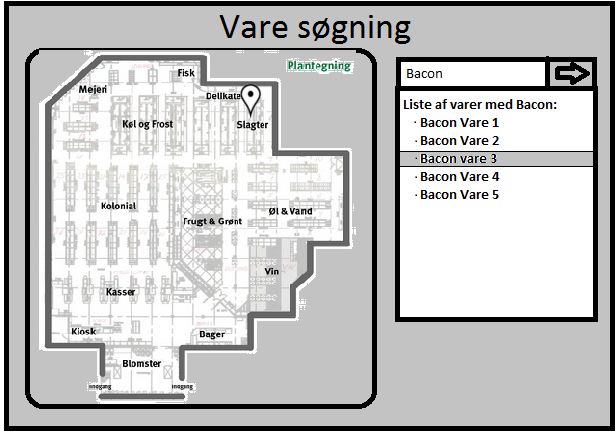 Vare søgning
Plantegning
Fisk
Mejeri
Delikate
Køl og Frost
Slagter
Kolonial
Frugt & Grønt
Øl & Vand
Vin
Kasser
Kiosk
Bager
Blomster
Indgang
Indgang
Bacon
Liste af varer med Bacon:
· Bacon Vare 1
· Bacon Vare 2
· Bacon vare 3
· Bacon Vare 4
· Bacon Vare 5